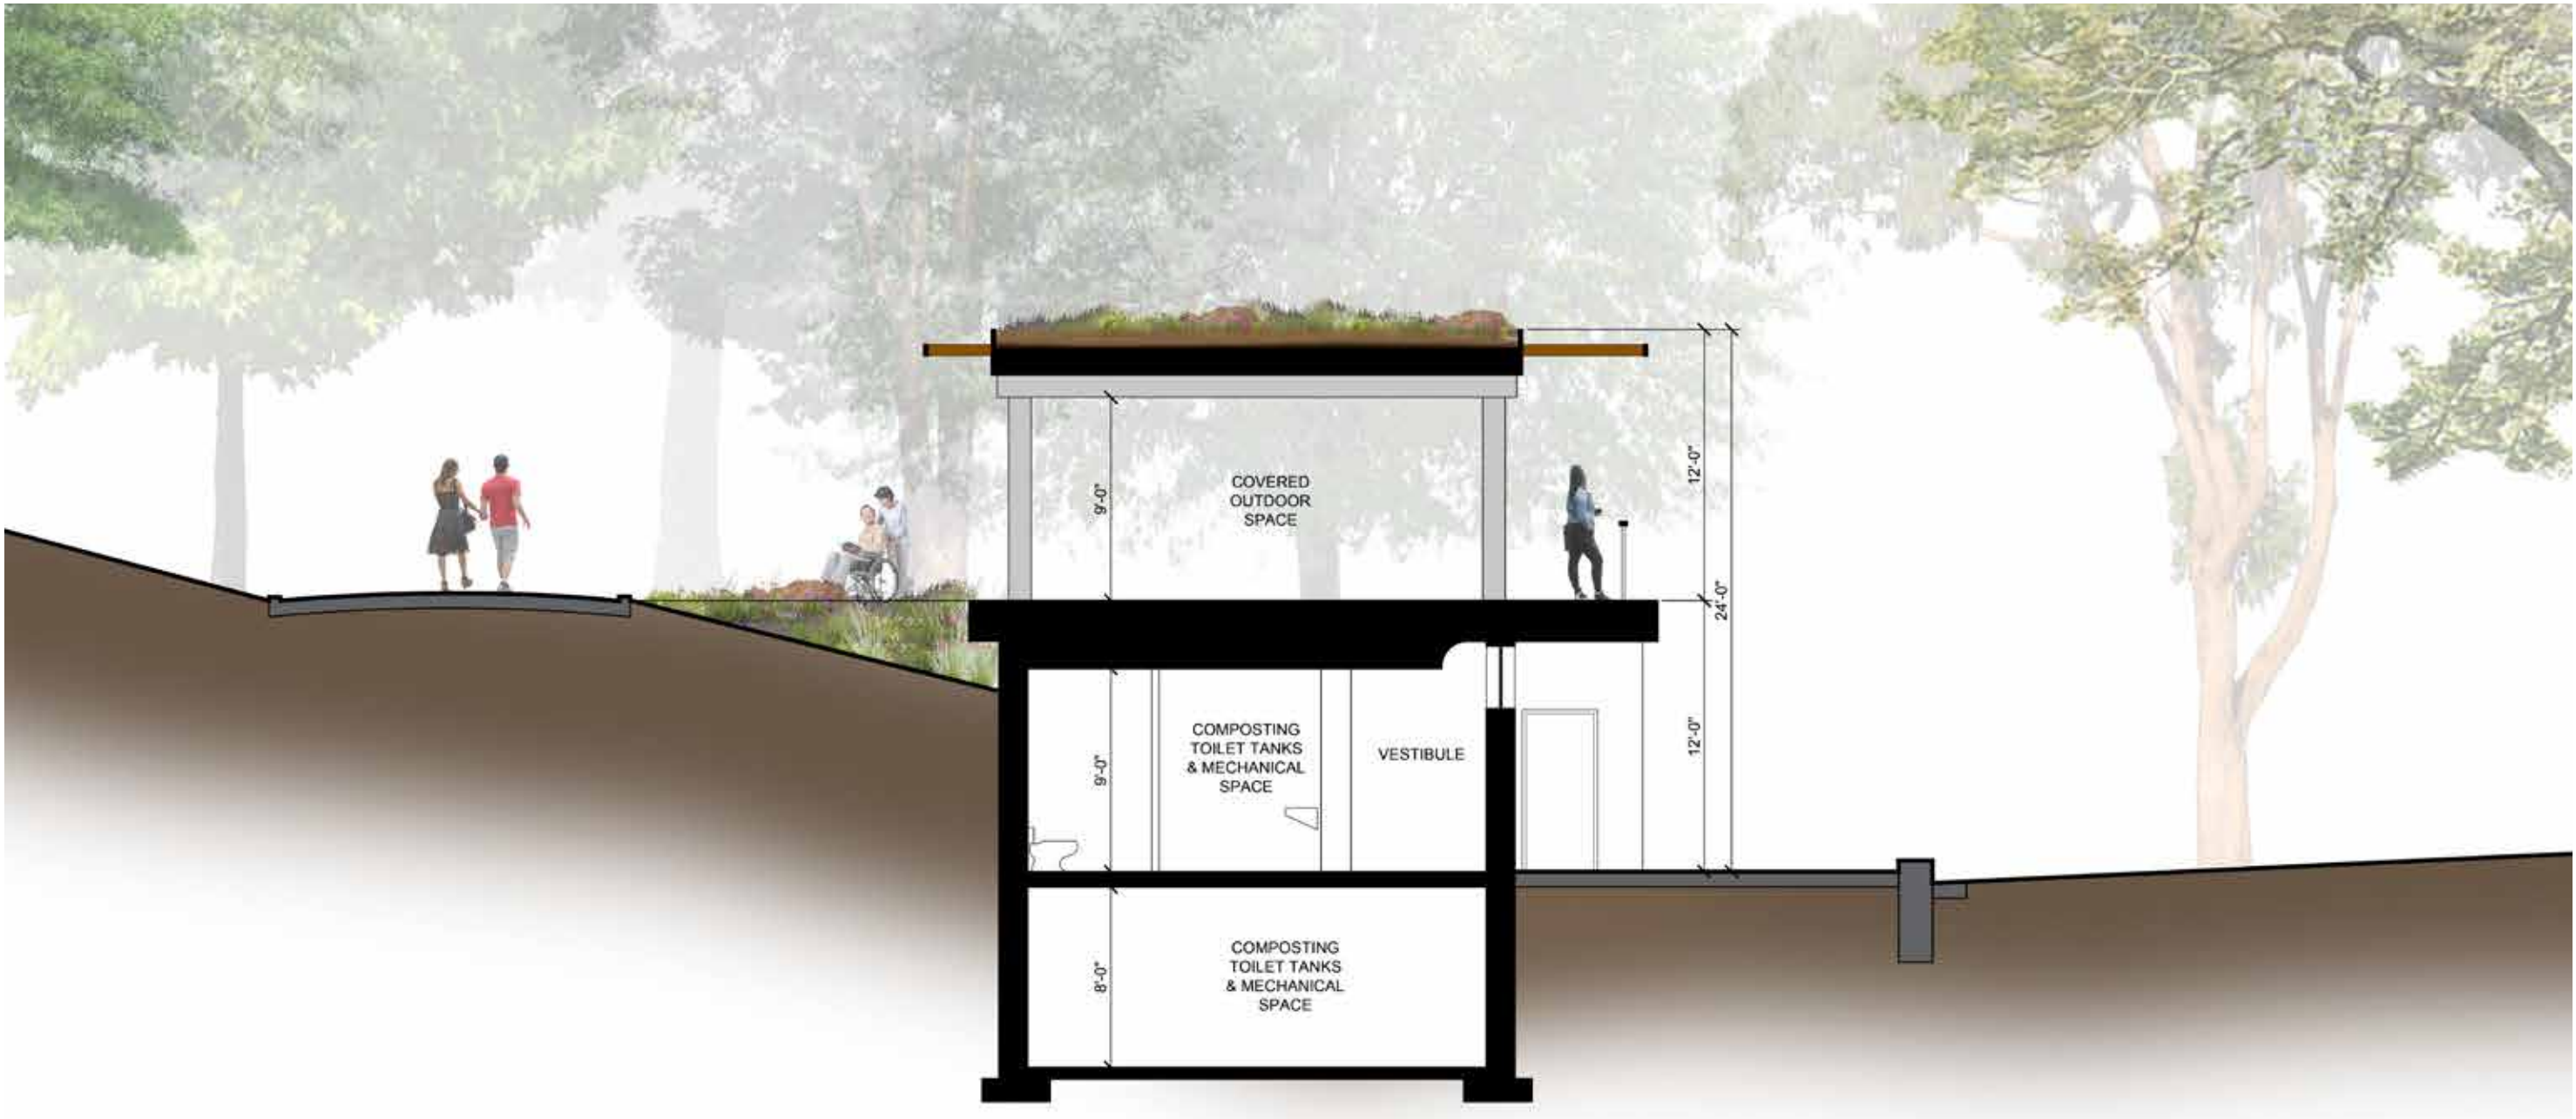 COVERED
OUTDOOR
SPACE
9'-0"
12'-0"
24'-0"
COMPOSTING
TOILET TANKS
& MECHANICAL
SPACE
VESTIBULE
9'-0"
12'-0"
COMPOSTING
TOILET TANKS
& MECHANICAL
SPACE
8'-0"